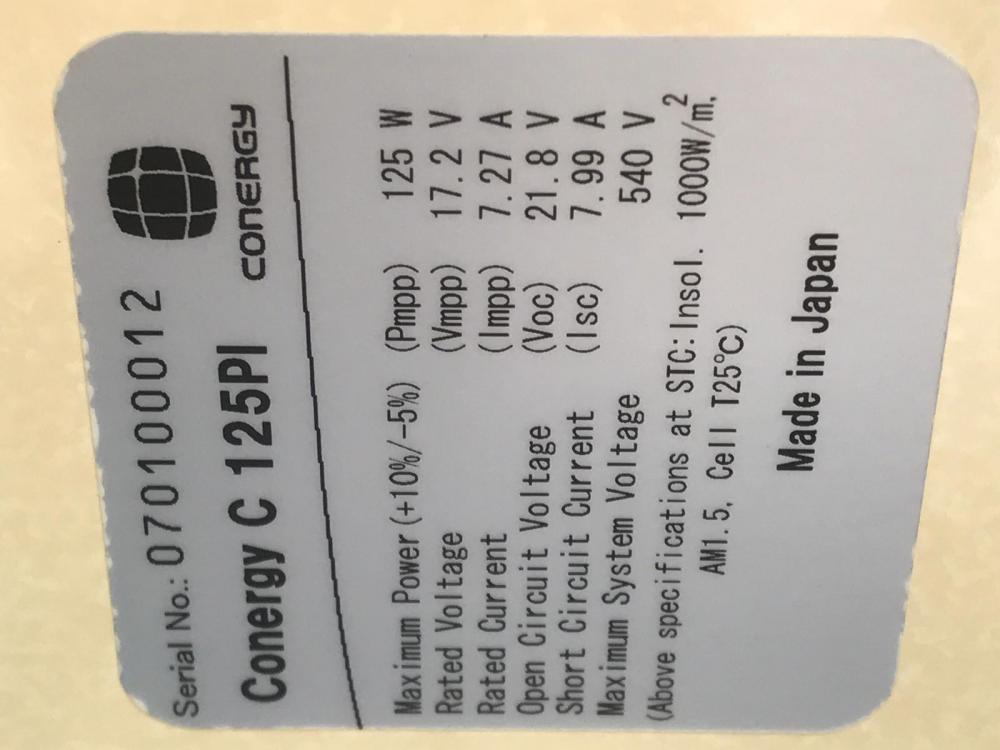 Serial No.: 070100012
Conergy C 125PI
CONERGY
Maximum Power (+10%/-5%) (Pmpp) 125 W
Rated Voltage (Vmpp) 17.2 V
Rated Current (Impp) 7.27 A
Open Circuit Voltage (Voc) 21.8 V
Short Circuit Current (Isc) 7.99 A
Maximum System Voltage 540 V
(Above specifications at STC:Insol. 1000W/m²,
AM1.5, Cell T25℃)
Made in Japan